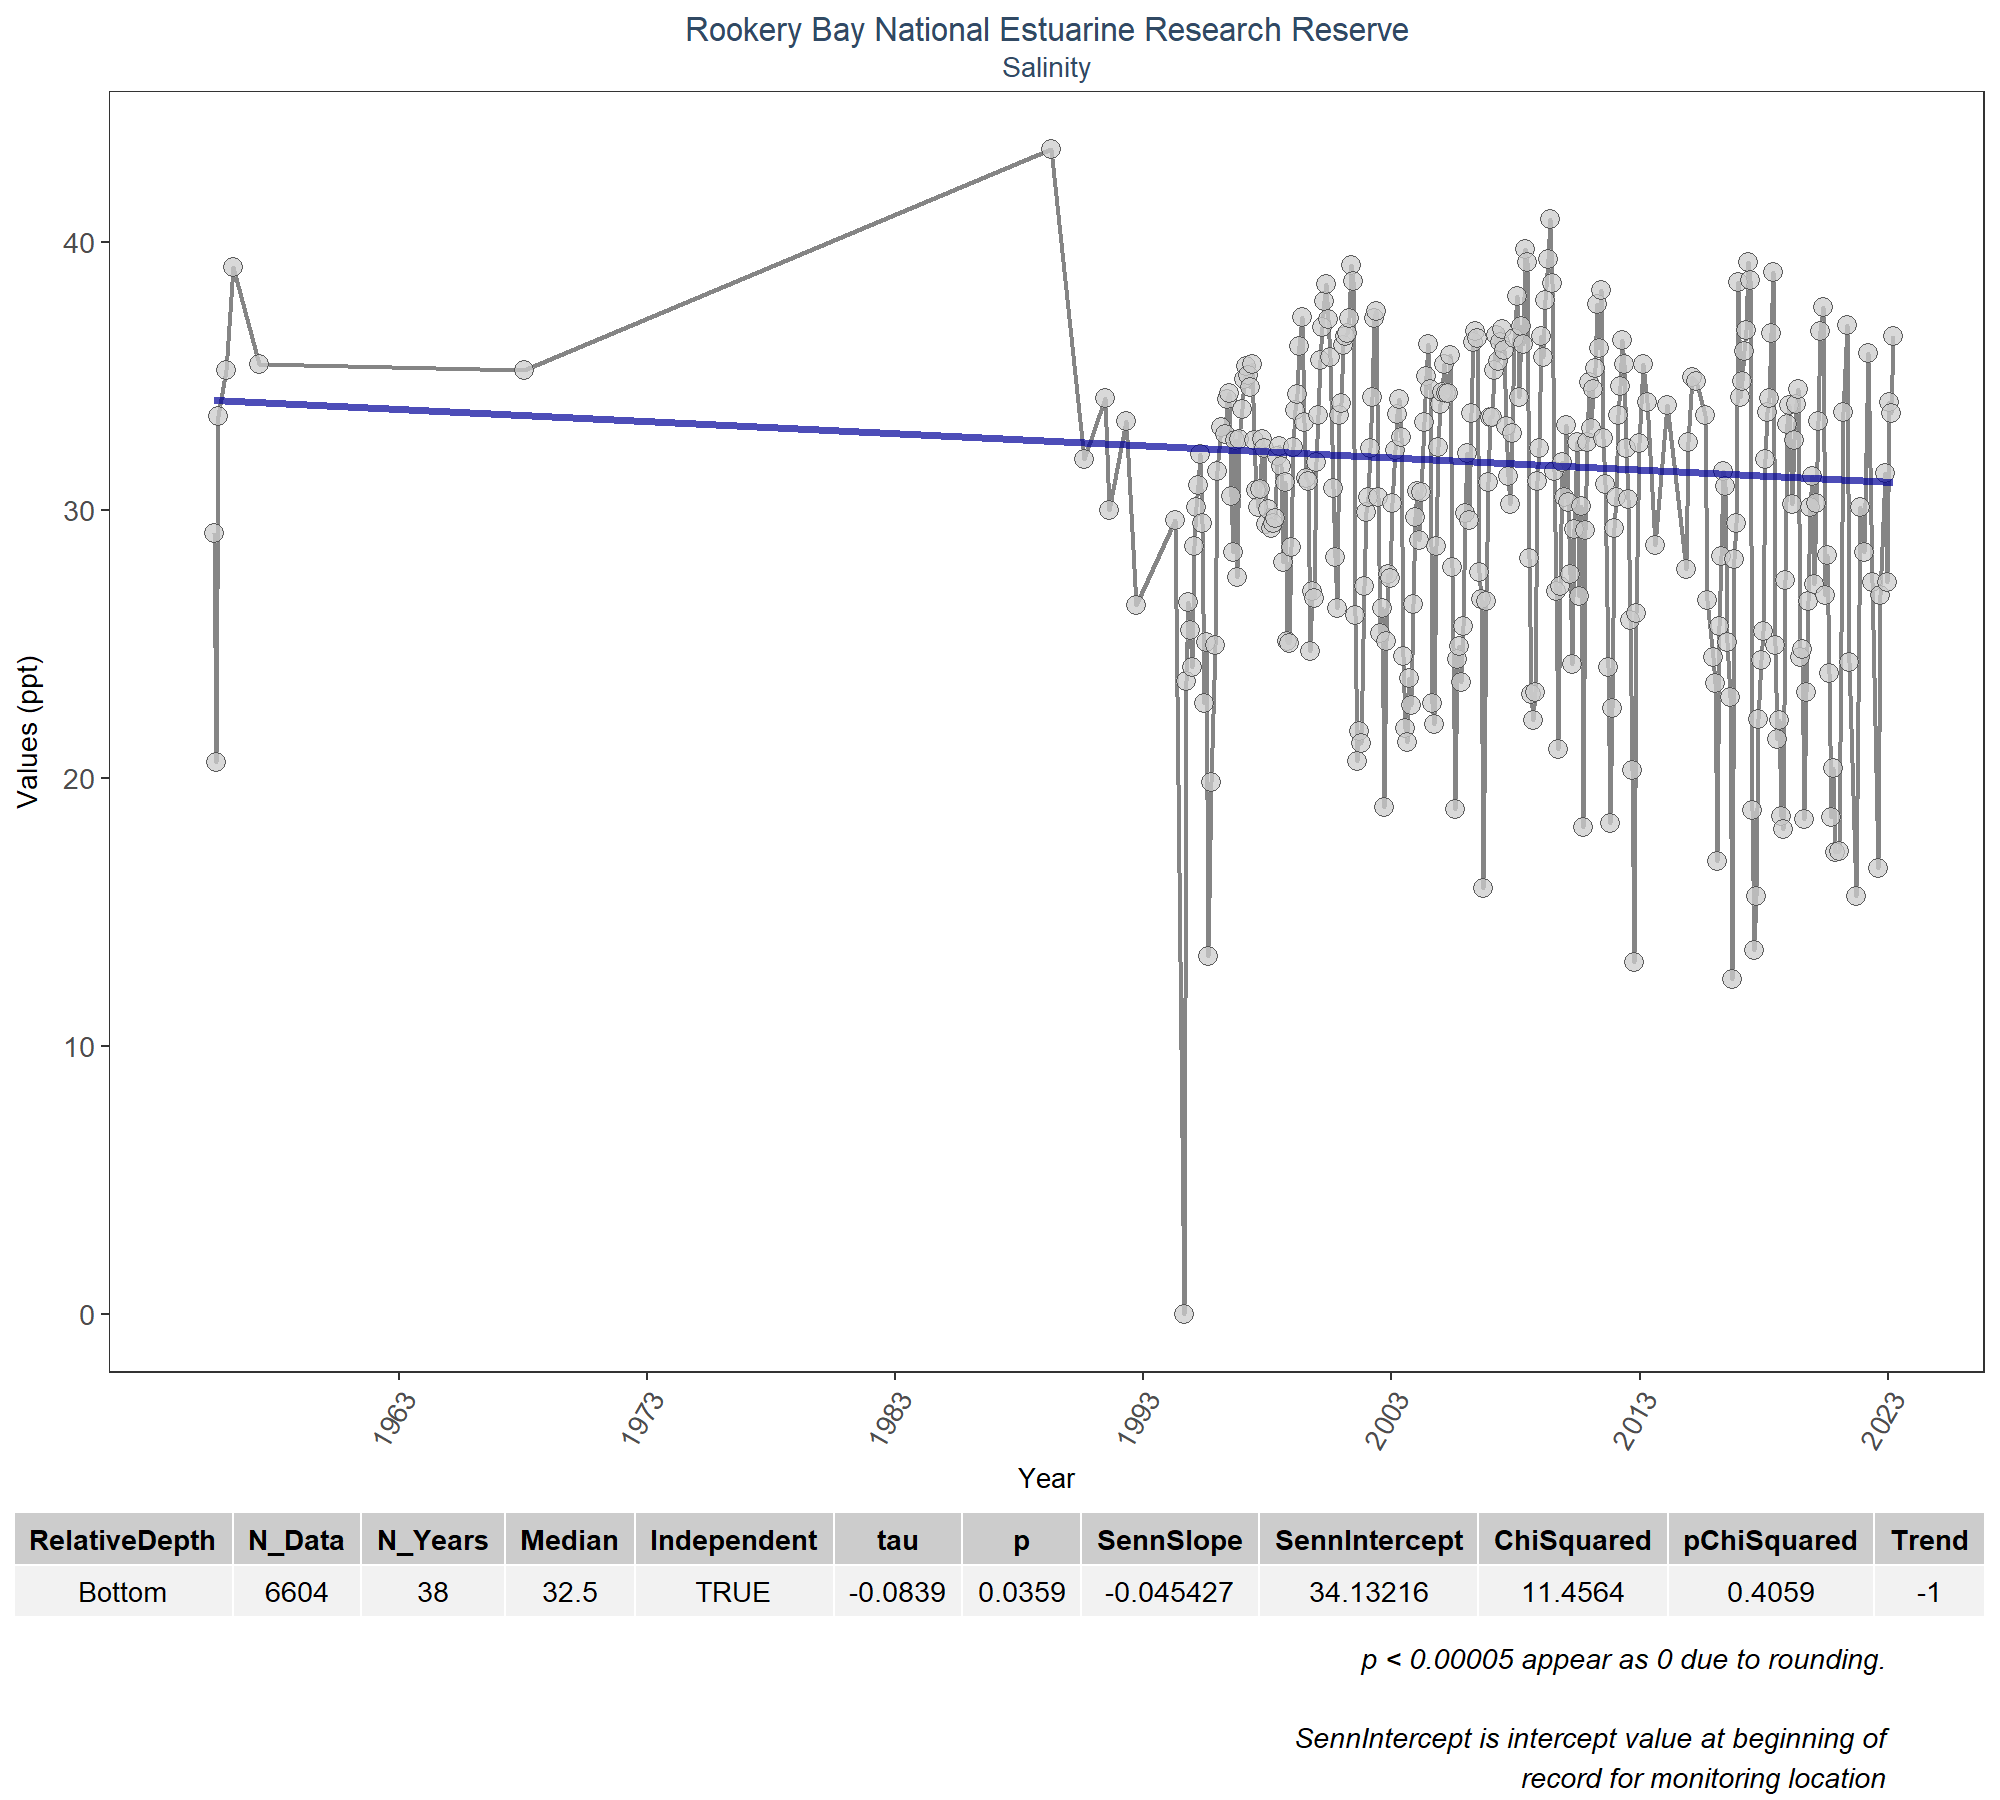 Rookery Bay National Estuarine Research Reserve
Salinity
Values (ppt)
40
30
20
10
0
1963
1973
1983
1993
2003
2013
2023
Year
RelativeDepth N_Data N_Years Median Independent tau p SennSlope SennIntercept ChiSquared pChiSquared Trend
Bottom 6604 38 32.5 TRUE -0.0839 0.0359 -0.045427 34.13216 11.4564 0.4059 -1
p < 0.00005 appear as 0 due to rounding.
SennIntercept is intercept value at beginning of
record for monitoring location